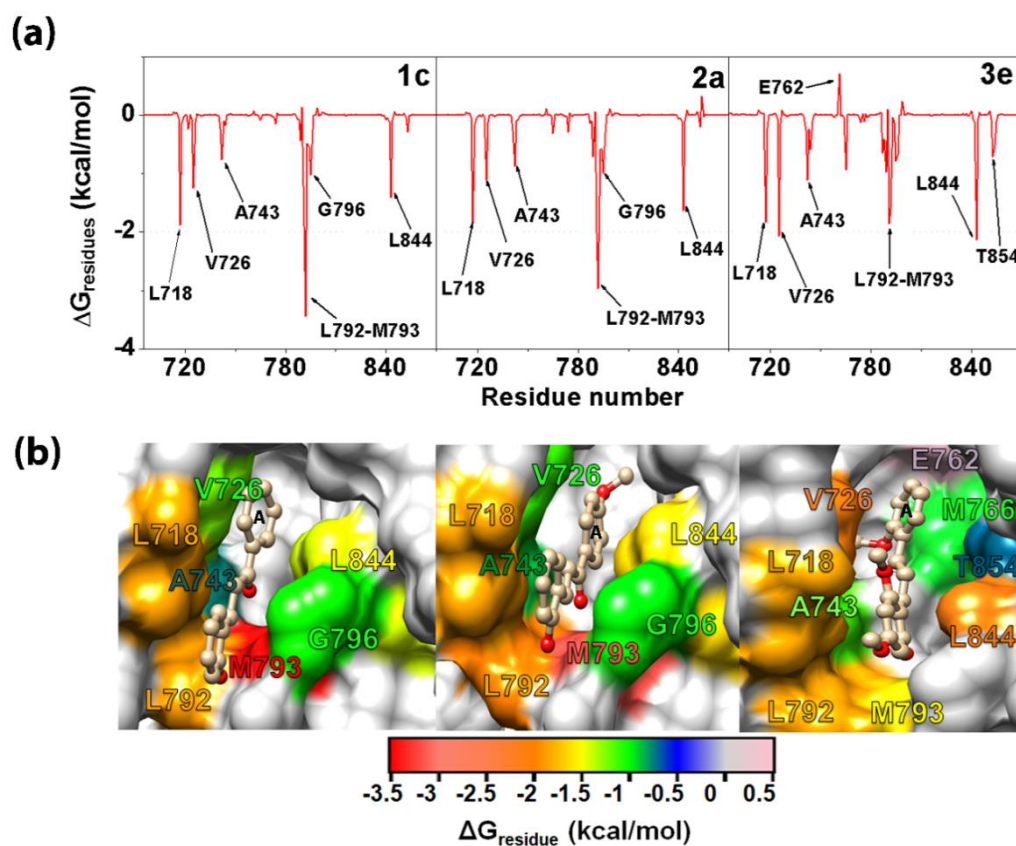 (a)
1c
2a
3e
ΔGresidues (kcal/mol)
0
-2
-4
L718
V726
A743
L792-M793
G796
L844
L718
V726
A743
L792-M793
G796
L844
E762
L718
V726
A743
L792-M793
L844
T854
720 780 840
720 780 840
720 780 840
Residue number
(b)
V726
L718
A743
L844
G796
M793
L792
A
V726
L718
A743
L844
G796
M793
L792
A
E762
V726
M766
L718
T854
A743
L844
L792
M793
A
-3.5 -3 -2.5 -2 -1.5 -1 -0.5 0 0.5
ΔGresidue (kcal/mol)